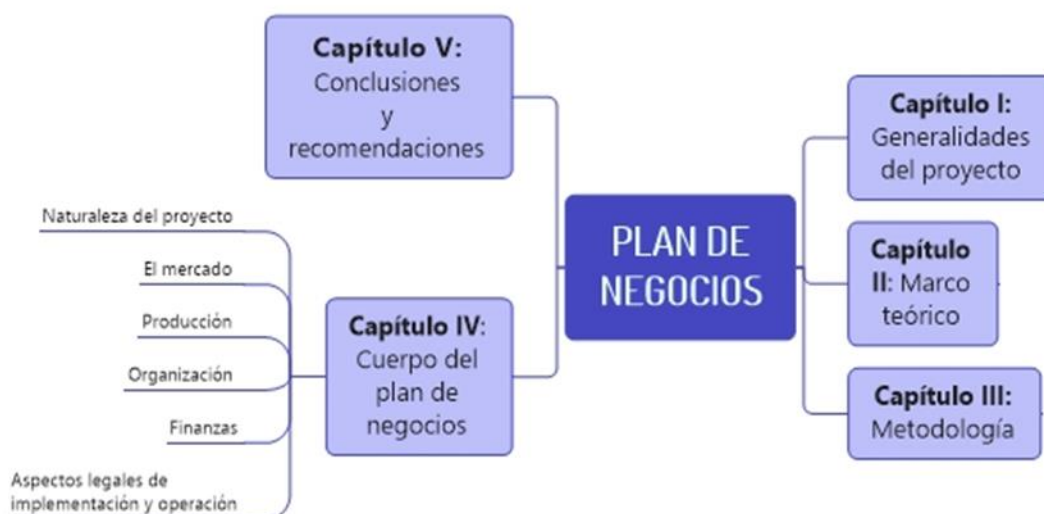 PLAN DE
NEGOCIOS
Capítulo I:
Generalidades
del proyecto
Capítulo
II: Marco
teórico
Capítulo III:
Metodología
Capítulo IV:
Cuerpo del
plan de
negocios
Naturaleza del proyecto
El mercado
Producción
Organización
Finanzas
Aspectos legales de
implementación y operación
Capítulo V:
Conclusiones
y
recomendaciones